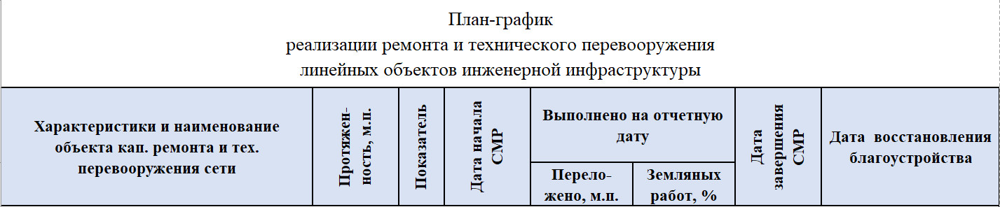 План-график
реализации ремонта и технического перевооружения
линейных объектов инженерной инфраструктуры
Характеристики и наименование
объекта кап. ремонта и тех.
перевооружения сети
Протяжен-
ность, м.п.
Показатель
Дата начала
СМР
Выполнено на отчетную
дату
Перело-
жено, м.п.
Земляных
работ, %
Дата
завершения
СМР
Дата восстановления
благоустройства